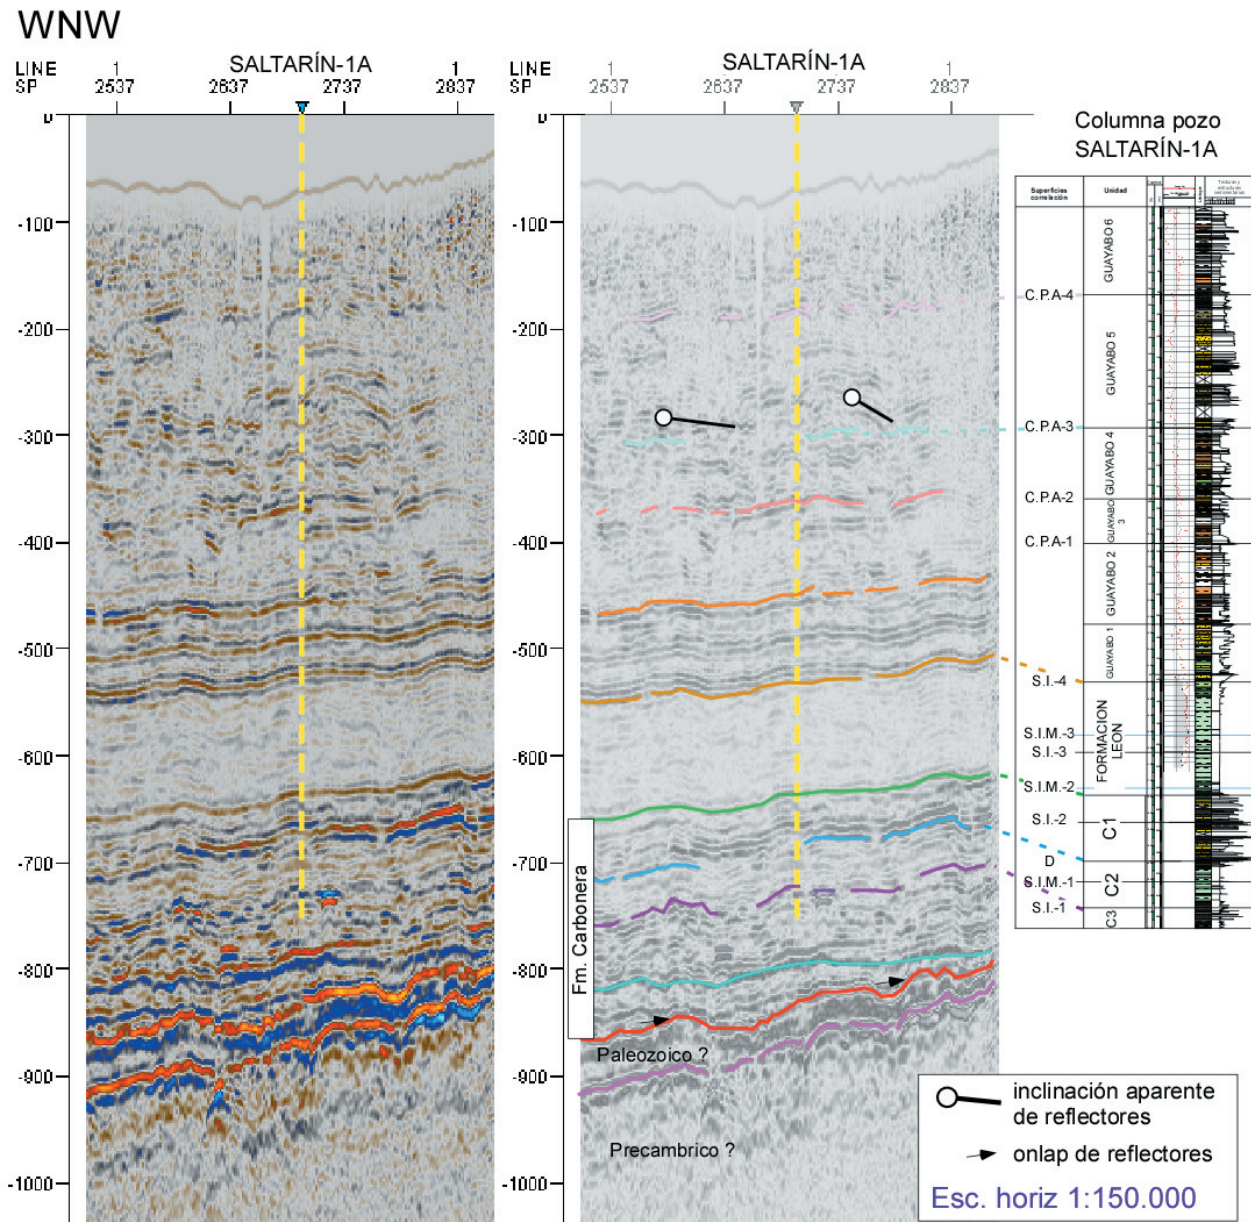 WNW
LINE 1 SALTARÍN-1A 1
SP 2537 2637 2737 2837
0
-100
-200
-300
-400
-500
-600
-700
-800
-900
-1000
LINE 1 SALTARÍN-1A 1
SP 2537 2637 2737 2837
0
-100
-200
-300
-400
-500
-600
-700
-800
-900
-1000
Fm. Carbonera
Paleozoico ?
Precambrico ?
Columna pozo
SALTARÍN-1A
Superficies
correlación
Unidad
Texturas y
GUAYABO 6
C.P.A-4
GUAYABO 5
C.P.A-3
GUAYABO 4
C.P.A-2
GUAYABO
3
C.P.A-1
GUAYABO 2
GUAYABO 1
S.I.-4
S.I.M.-3
S.I.-3
FORMACION
LEON
S.I.M.-2
S.I.-2
C1
D
S.I.M.-1
C2
S.I.-1
C3
inclinación aparente
de reflectores
onlap de reflectores
Esc. horiz 1:150.000